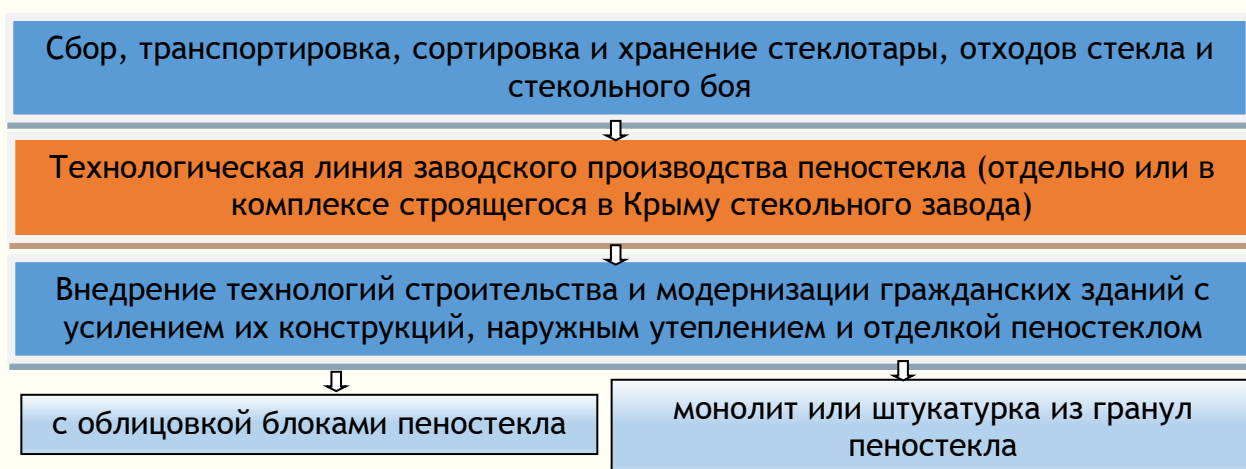 Сбор, транспортировка, сортировка и хранение стеклотары, отходов стекла и
стекольного боя
Технологическая линия заводского производства пеностекла (отдельно или в
комплексе строящегося в Крыму стекольного завода)
Внедрение технологий строительства и модернизации гражданских зданий с
усилением их конструкций, наружным утеплением и отделкой пеностеклом
с облицовкой блоками пеностекла
монолит или штукатурка из гранул
пеностекла